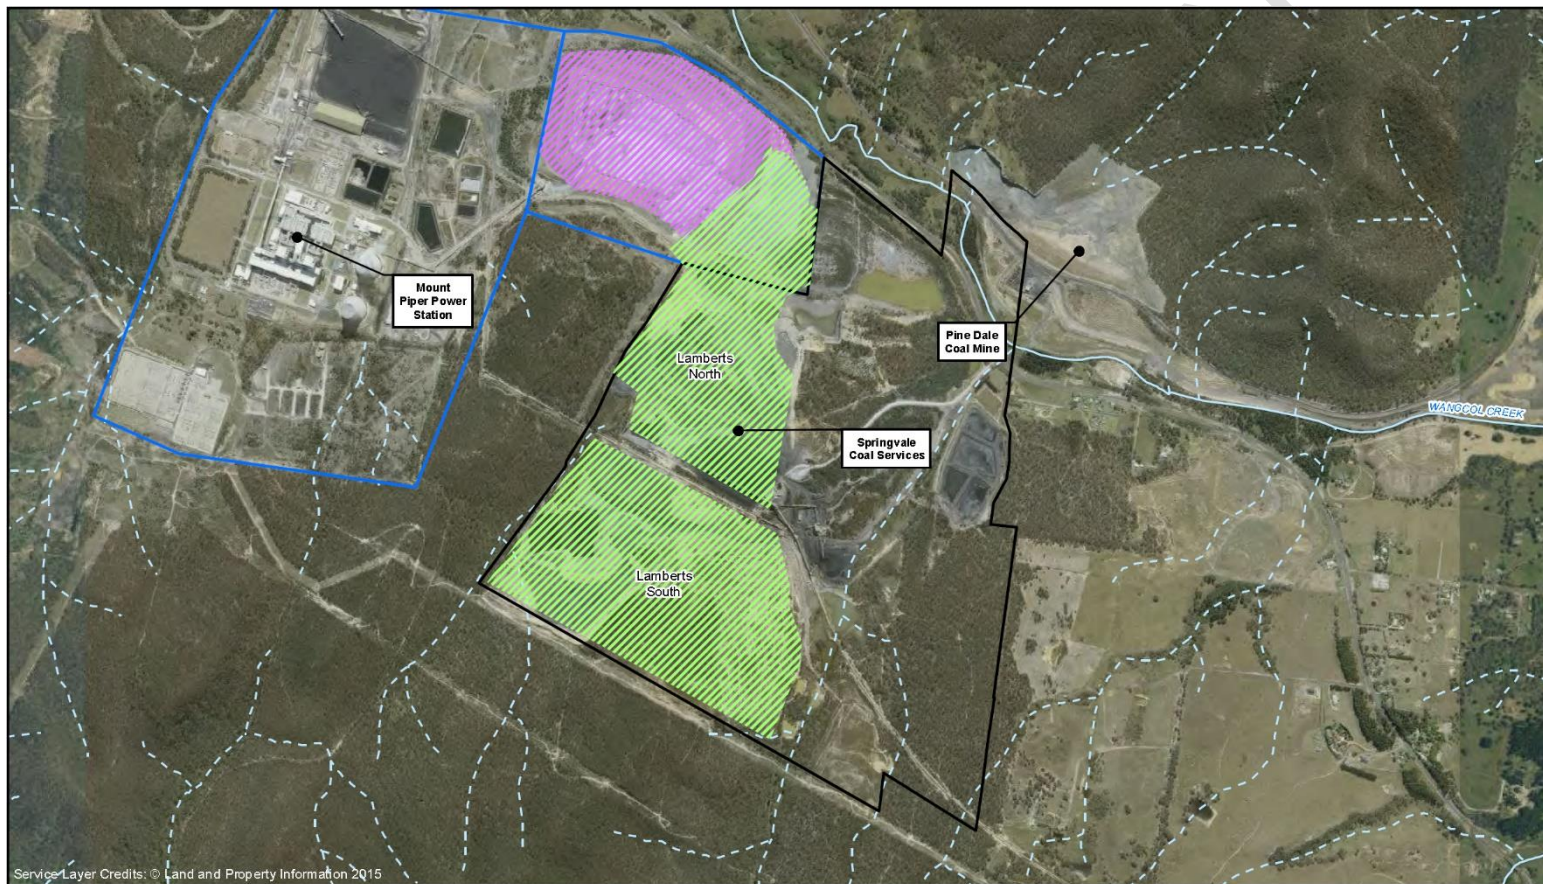 Mount
Piper Power
Station
Pine Dale
Coal Mine
Lamberts
North
WANGCOL CREEK
Springvale
Coal Services
Lamberts
South
Service Layer Credits: © Land and Property Information 2015